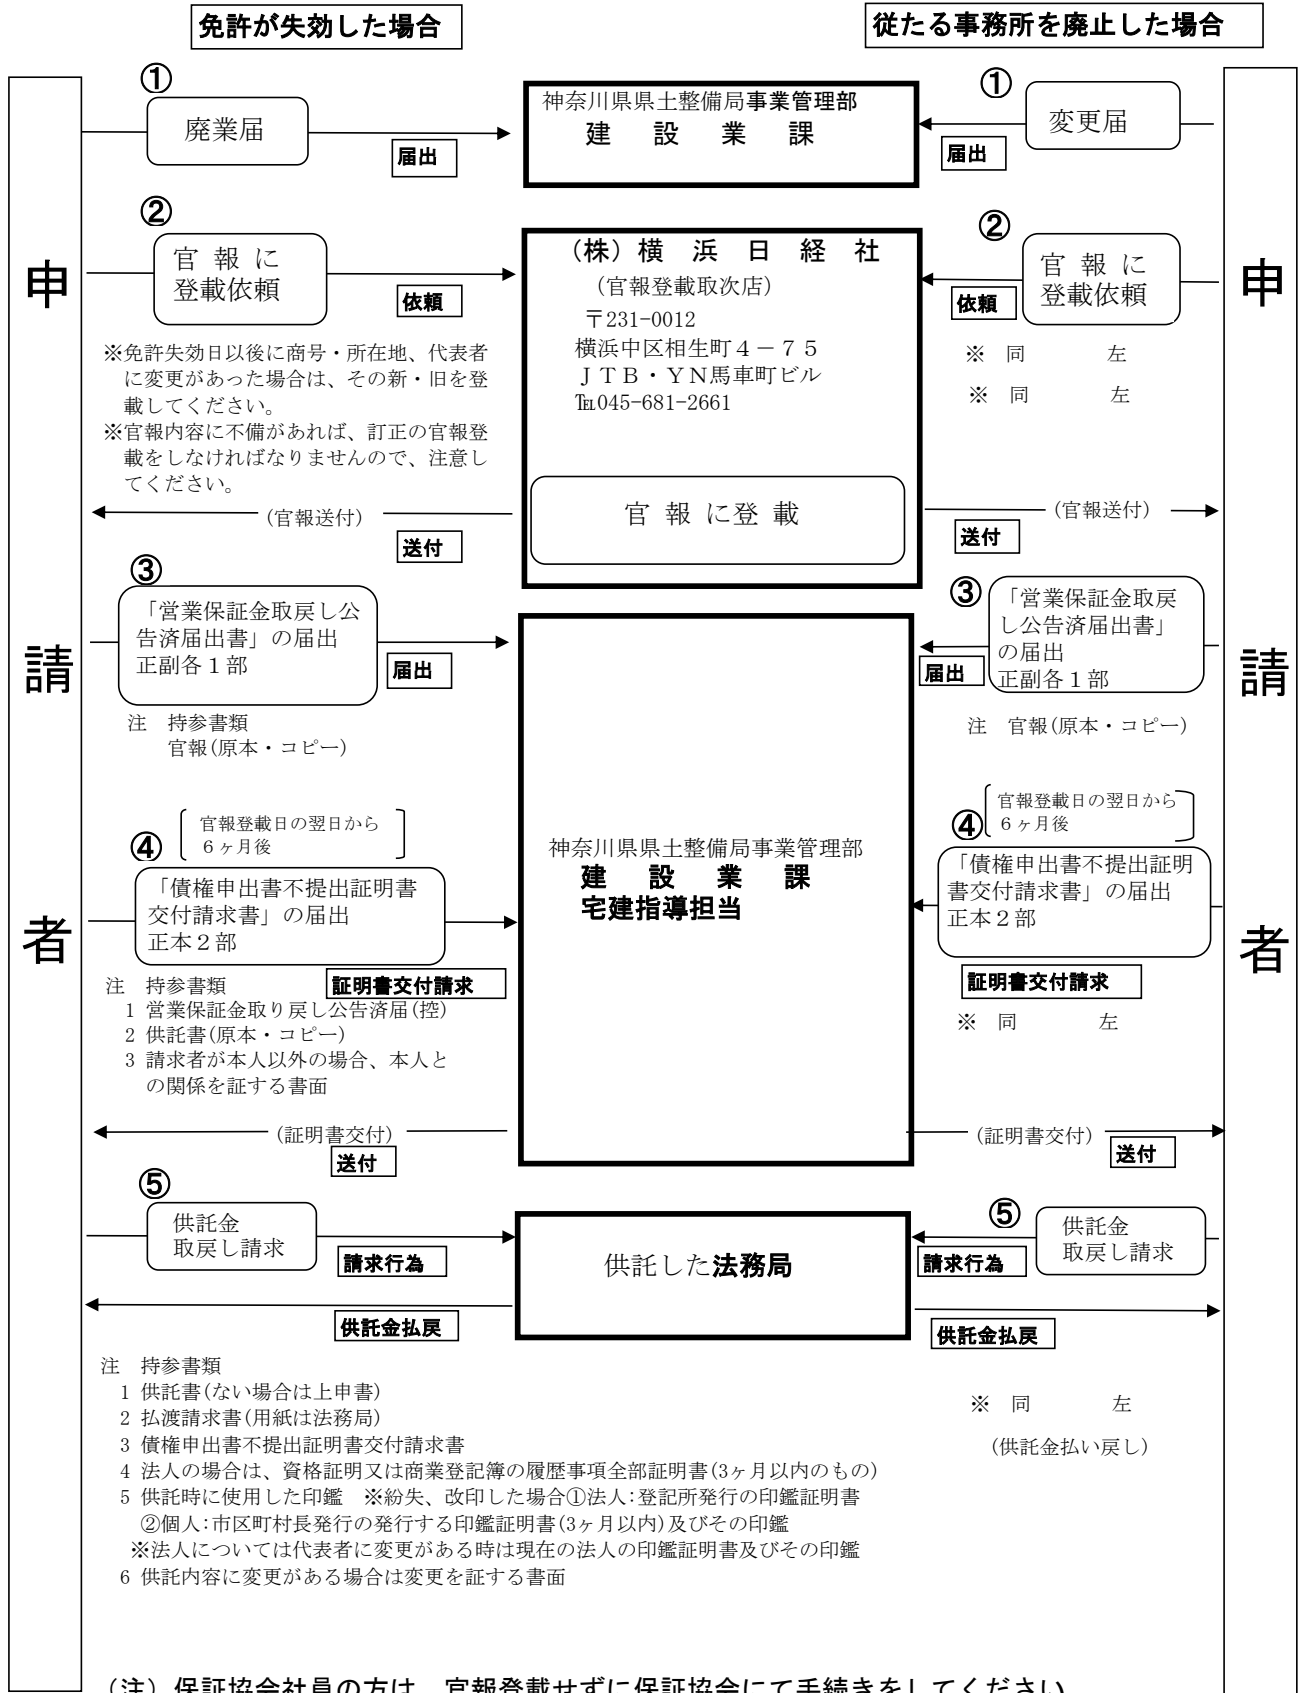 免許が失効した場合
従たる事務所を廃止した場合
申
請
者
①
廃業届
届出
神奈川県県土整備局事業管理部
建　設　業　課
①
変更届
届出
②
官 報 に
登載依頼
依頼
(株) 横　浜　日　経　社
（官報登載取次店）
〒231-0012
横浜中区相生町４－７５
ＪＴＢ・ＹＮ馬車町ビル
℡045-681-2661
官 報 に登 載
②
官 報 に
登載依頼
依頼
※免許失効日以後に商号・所在地、代表者
に変更があった場合は、その新・旧を登
載してください。
※官報内容に不備があれば、訂正の官報登
載をしなければなりませんので、注意し
てください。
※　同　　　　左
※　同　　　　左
(官報送付)
送付
(官報送付)
送付
③
「営業保証金取戻し公
告済届出書」の届出
正副各１部
届出
注　持参書類
官報(原本・コピー)
③
「営業保証金取戻
し公告済届出書」
の届出
正副各１部
届出
注　官報(原本・コピー)
官報登載日の翌日から
６ヶ月後
④
「債権申出書不提出証明書
交付請求書」の届出
正本２部
証明書交付請求
注　持参書類
1 営業保証金取り戻し公告済届(控)
2 供託書(原本・コピー)
3 請求者が本人以外の場合、本人と
の関係を証する書面
神奈川県県土整備局事業管理部
建　設　業　課
宅建指導担当
官報登載日の翌日から
６ヶ月後
④
「債権申出書不提出証明
書交付請求書」の届出
正本２部
証明書交付請求
※　同　　　　左
(証明書交付)
送付
(証明書交付)
送付
⑤
供託金
取戻し請求
請求行為
供託金払戻
供託した法務局
⑤
供託金
取戻し請求
請求行為
供託金払戻
注　持参書類
1 供託書(ない場合は上申書)
2 払渡請求書(用紙は法務局)
3 債権申出書不提出証明書交付請求書
4 法人の場合は、資格証明又は商業登記簿の履歴事項全部証明書(3ヶ月以内のもの)
5 供託時に使用した印鑑　※紛失、改印した場合①法人:登記所発行の印鑑証明書
②個人:市区町村長発行の発行する印鑑証明書(3ヶ月以内)及びその印鑑
※法人については代表者に変更がある時は現在の法人の印鑑証明書及びその印鑑
6 供託内容に変更がある場合は変更を証する書面
※　同　　　　左
(供託金払い戻し)
申
請
者
（注）保証協会社員の方は、官報登載せずに保証協会にて手続きをしてください